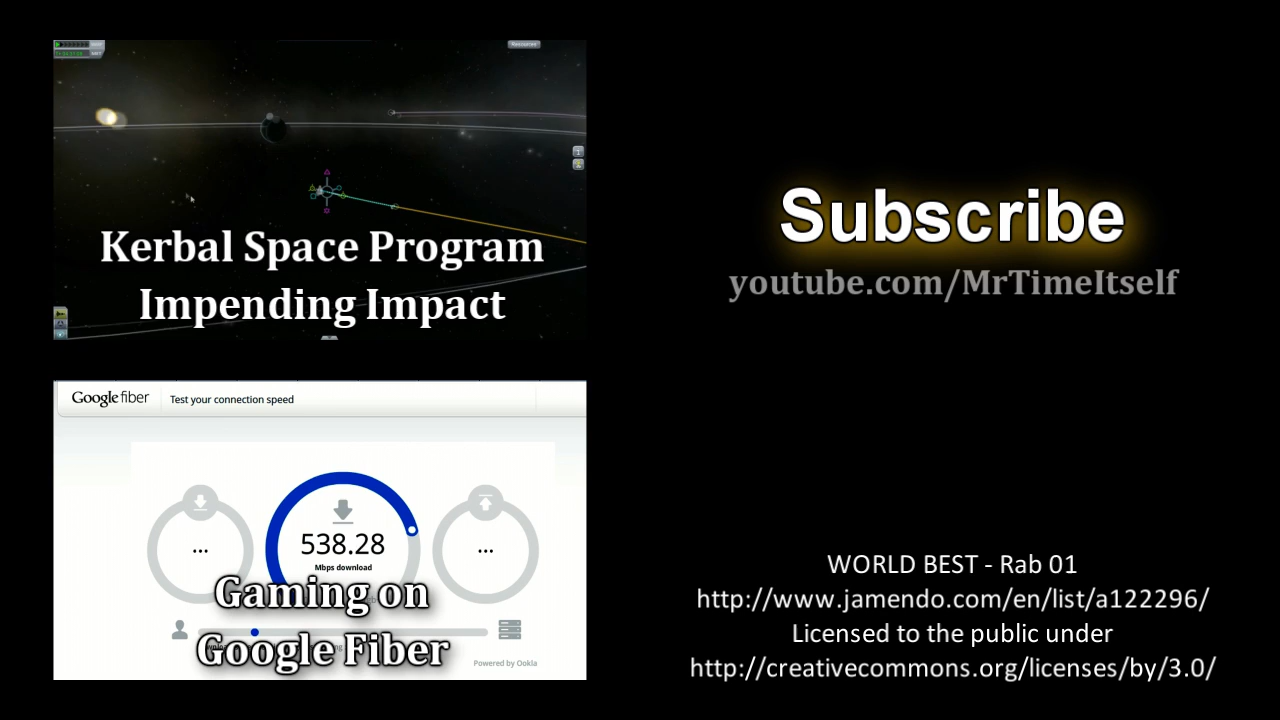 Resources
Kerbal Space Program
Impending Impact
Google fiber
Test your connection speed
...
538.28
Mbps download
...
Gaming on
Google Fiber
Powered by Ookla
Subscribe
youtube.com/MrTimeItself
WORLD BEST - Rab 01
http://www.jamendo.com/en/list/a122296/
Licensed to the public under
http://creativecommons.org/licenses/by/3.0/